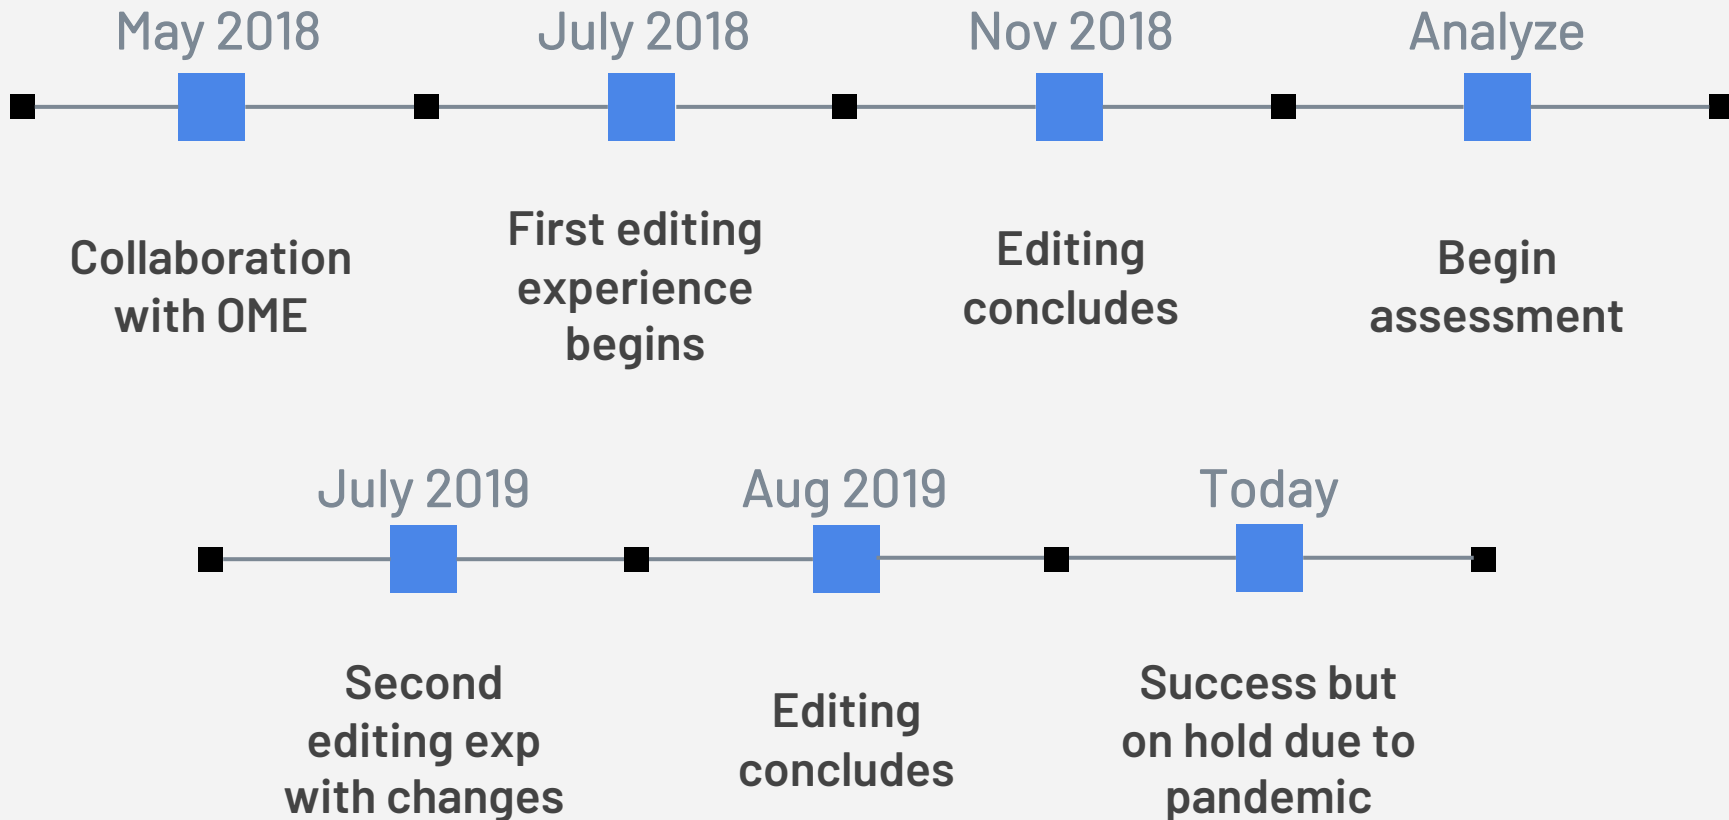 May 2018
July 2018
Nov 2018
Analyze
Collaboration
with OME
First editing
experience
begins
Editing
concludes
Begin
assessment
July 2019
Aug 2019
Today
Second
editing exp
with changes
Editing
concludes
Success but
on hold due to
pandemic